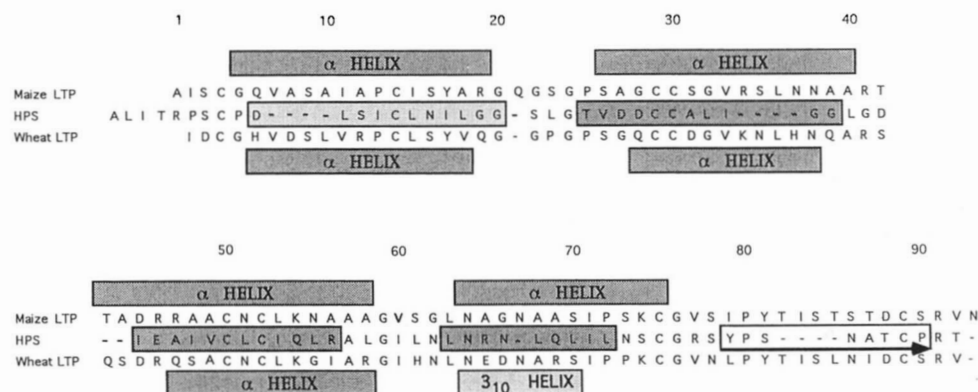 1 10 20 30 40
α HELIX α HELIX
Maize LTP A I S C G Q V A S A I A P C I S Y A R G Q G S G P S A G C C S G V R S L N N A A R T
HPS A L I T R P S C P D - - - - L S I C L N I L G G - S L G T V D D C C A L I - - - - G G L G D
Wheat LTP I D C G H V D S L V R P C L S Y V Q G - G P G P S G Q C C D G V K N L H N Q A R S
α HELIX α HELIX
50 60 70 80 90
α HELIX α HELIX
Maize LTP T A D R R A A C N C L K N A A A G V S G L N A G N A A S I P S K C G V S I P Y T I S T S T D C S R V N
HPS - - I E A I V C L C I Q L R A L G I L N L N R N - L Q L I L N S C G R S Y P S - - - - N A T C P R T -
Wheat LTP Q S D R Q S A C N C L K G I A R G I H N L N E D N A R S I P P K C G V N L P Y T I S L N I D C S R V -
α HELIX 3₁₀ HELIX